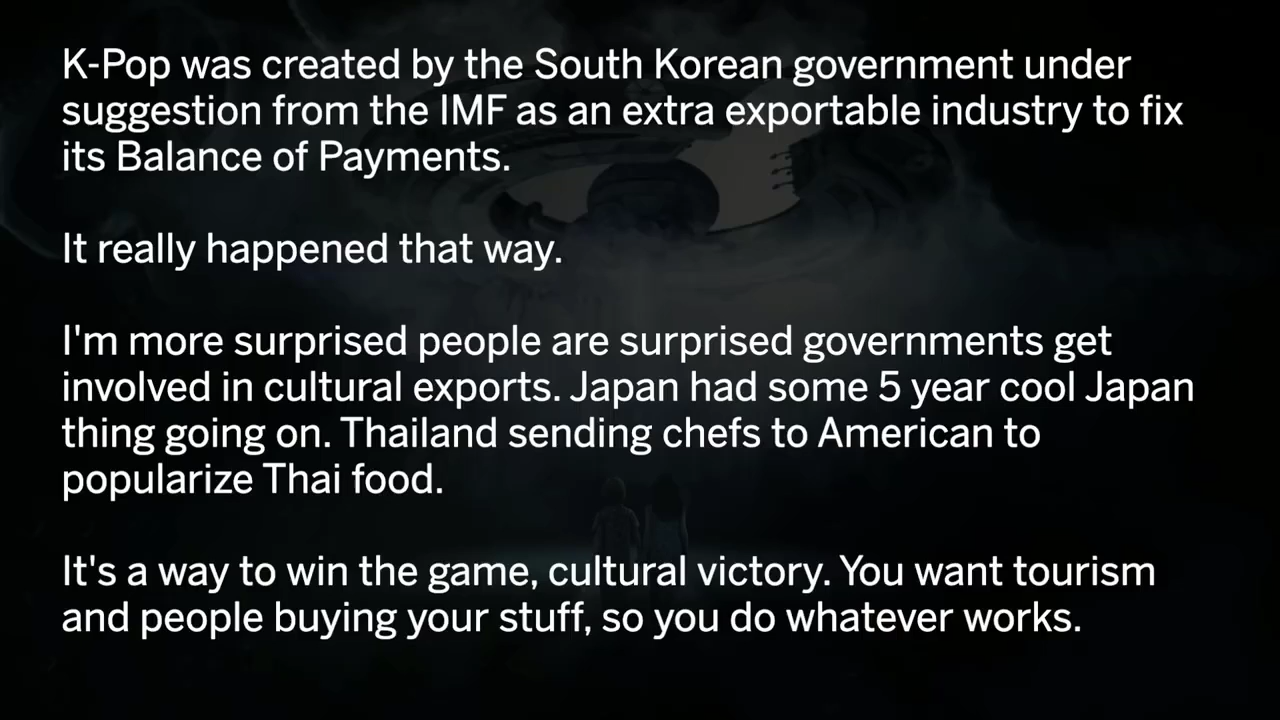 K-Pop was created by the South Korean government under
suggestion from the IMF as an extra exportable industry to fix
its Balance of Payments.
It really happened that way.
I'm more surprised people are surprised governments get
involved in cultural exports. Japan had some 5 year cool Japan
thing going on. Thailand sending chefs to American to
popularize Thai food.
It's a way to win the game, cultural victory. You want tourism
and people buying your stuff, so you do whatever works.